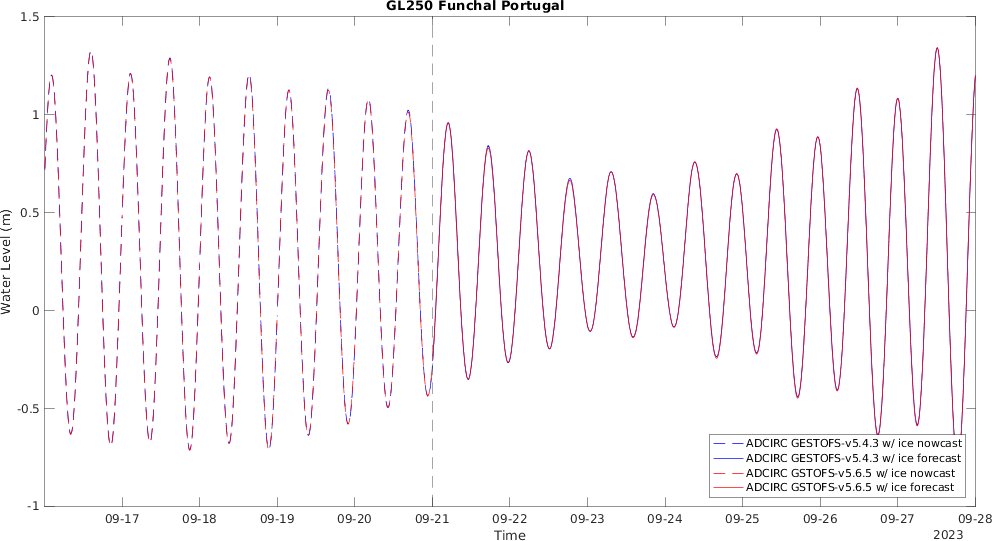 GL250 Funchal Portugal
1.5
1
0.5
0
-0.5
-1
Water Level (m)
09-17 09-18 09-19 09-20 09-21 09-22 09-23 09-24 09-25 09-26 09-27 09-28
Time
2023
ADCIRC GESTOFS-v5.4.3 w/ ice nowcast
ADCIRC GESTOFS-v5.4.3 w/ ice forecast
ADCIRC GSTOFS-v5.6.5 w/ ice nowcast
ADCIRC GSTOFS-v5.6.5 w/ ice forecast